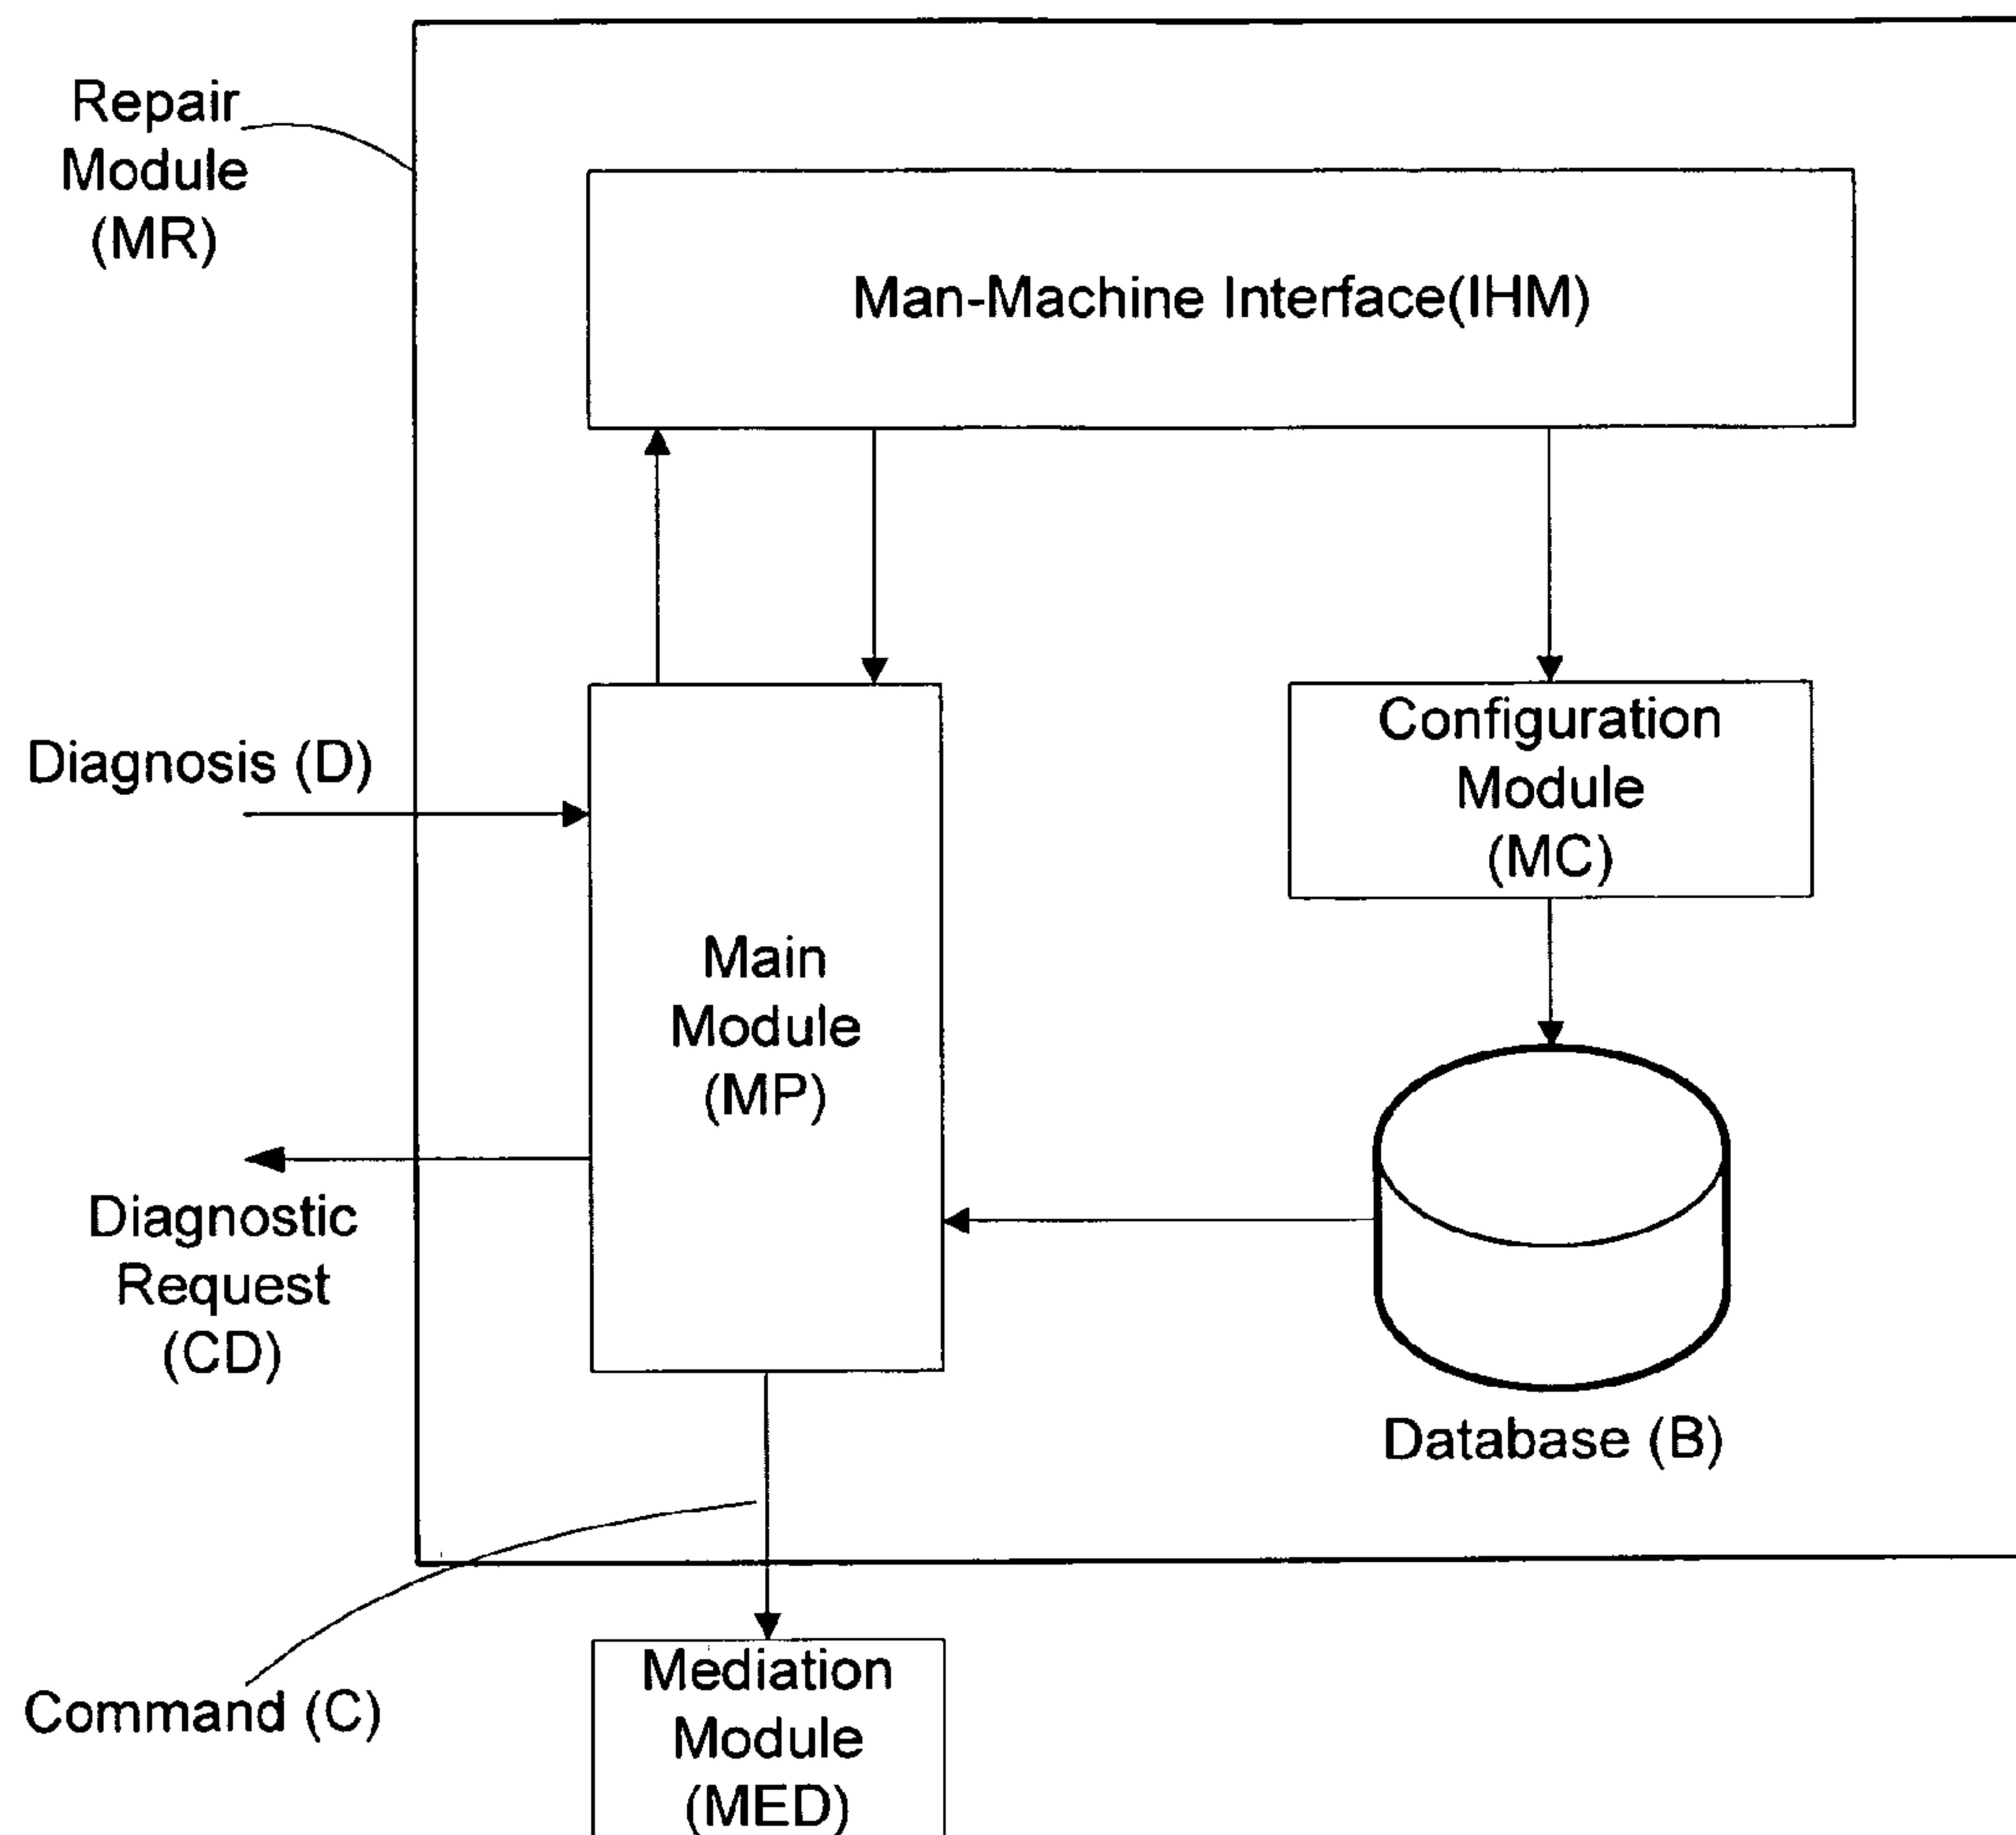 Repair
Module
(MR)
Man-Machine Interface(IHM)
Diagnosis (D)
Configuration
Module
(MC)
Main
Module
(MP)
Diagnostic
Request
(CD)
Database (B)
Command (C)
Mediation
Module
(MED)